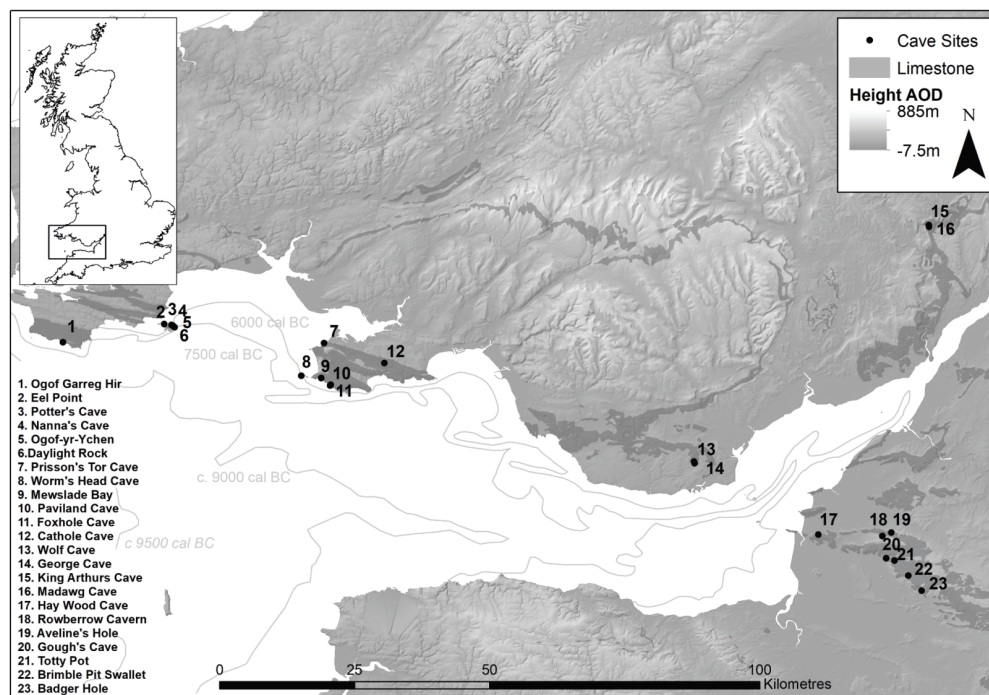 Cave Sites
Limestone
Height AOD
885m
-7.5m
N
15
16
1
2
3
4
5
6
6000 cal BC
7500 cal BC
7
8
9
10
11
12
c. 9000 cal BC
c 9500 cal BC
13
14
17
18
19
20
21
22
23
1. Ogof Garreg Hir
2. Eel Point
3. Potter's Cave
4. Nanna's Cave
5. Ogof-yr-Ychen
6.Daylight Rock
7. Prisson's Tor Cave
8. Worm's Head Cave
9. Mewslade Bay
10. Paviland Cave
11. Foxhole Cave
12. Cathole Cave
13. Wolf Cave
14. George Cave
15. King Arthurs Cave
16. Madawg Cave
17. Hay Wood Cave
18. Rowberrow Cavern
19. Aveline's Hole
20. Gough's Cave
21. Totty Pot
22. Brimble Pit Swallet
23. Badger Hole
0 25 50 100
Kilometres